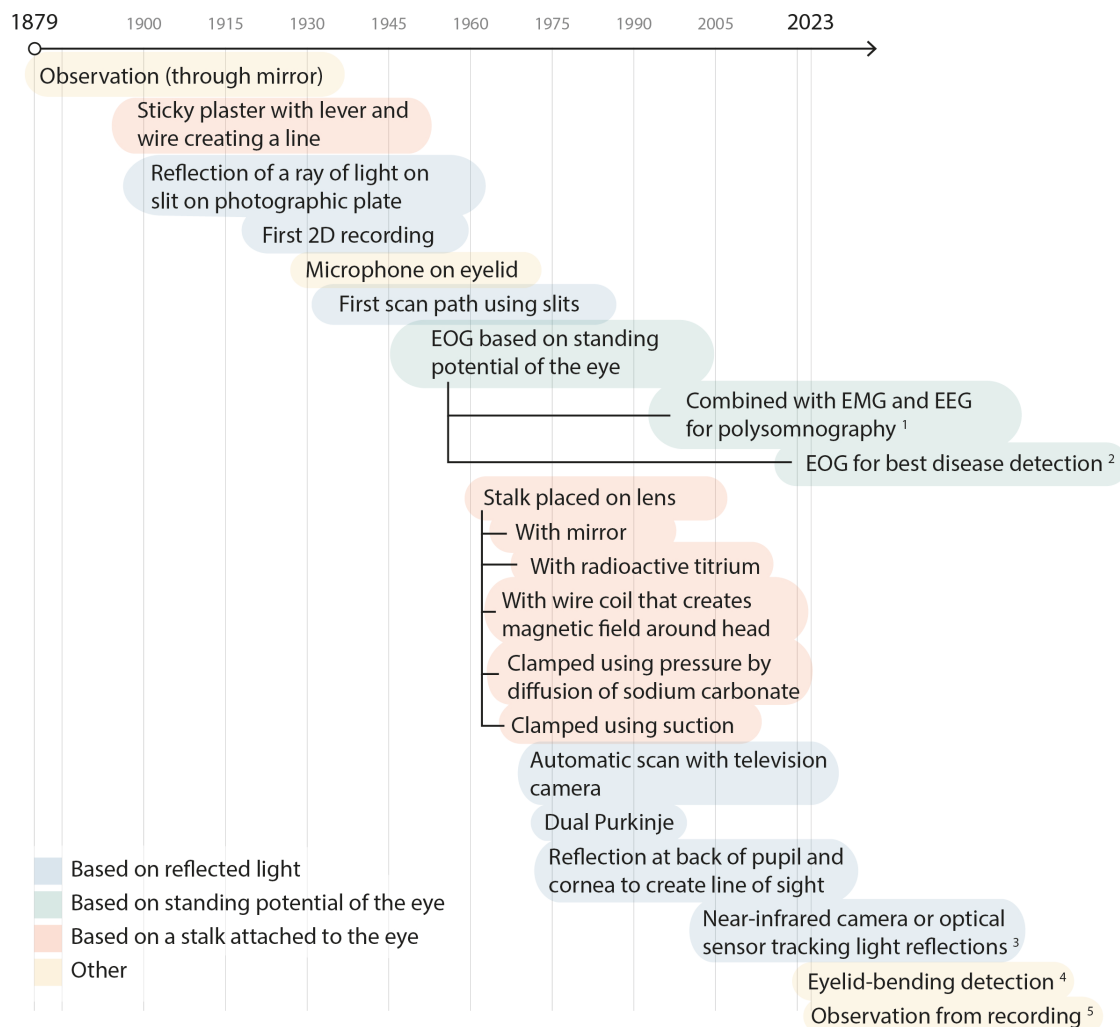 1879 1900 1915 1930 1945 1960 1975 1990 2005 2023
Observation (through mirror)
Sticky plaster with lever and
wire creating a line
Reflection of a ray of light on
slit on photographic plate
First 2D recording
Microphone on eyelid
First scan path using slits
EOG based on standing
potential of the eye
Combined with EMG and EEG
for polysomnography 1
EOG for best disease detection 2
Stalk placed on lens
With mirror
With radioactive titrium
With wire coil that creates
magnetic field around head
Clamped using pressure by
diffusion of sodium carbonate
Clamped using suction
Automatic scan with television
camera
Dual Purkinje
Reflection at back of pupil and
cornea to create line of sight
Near-infrared camera or optical
sensor tracking light reflections 3
Eyelid-bending detection 4
Observation from recording 5
Based on reflected light
Based on standing potential of the eye
Based on a stalk attached to the eye
Other